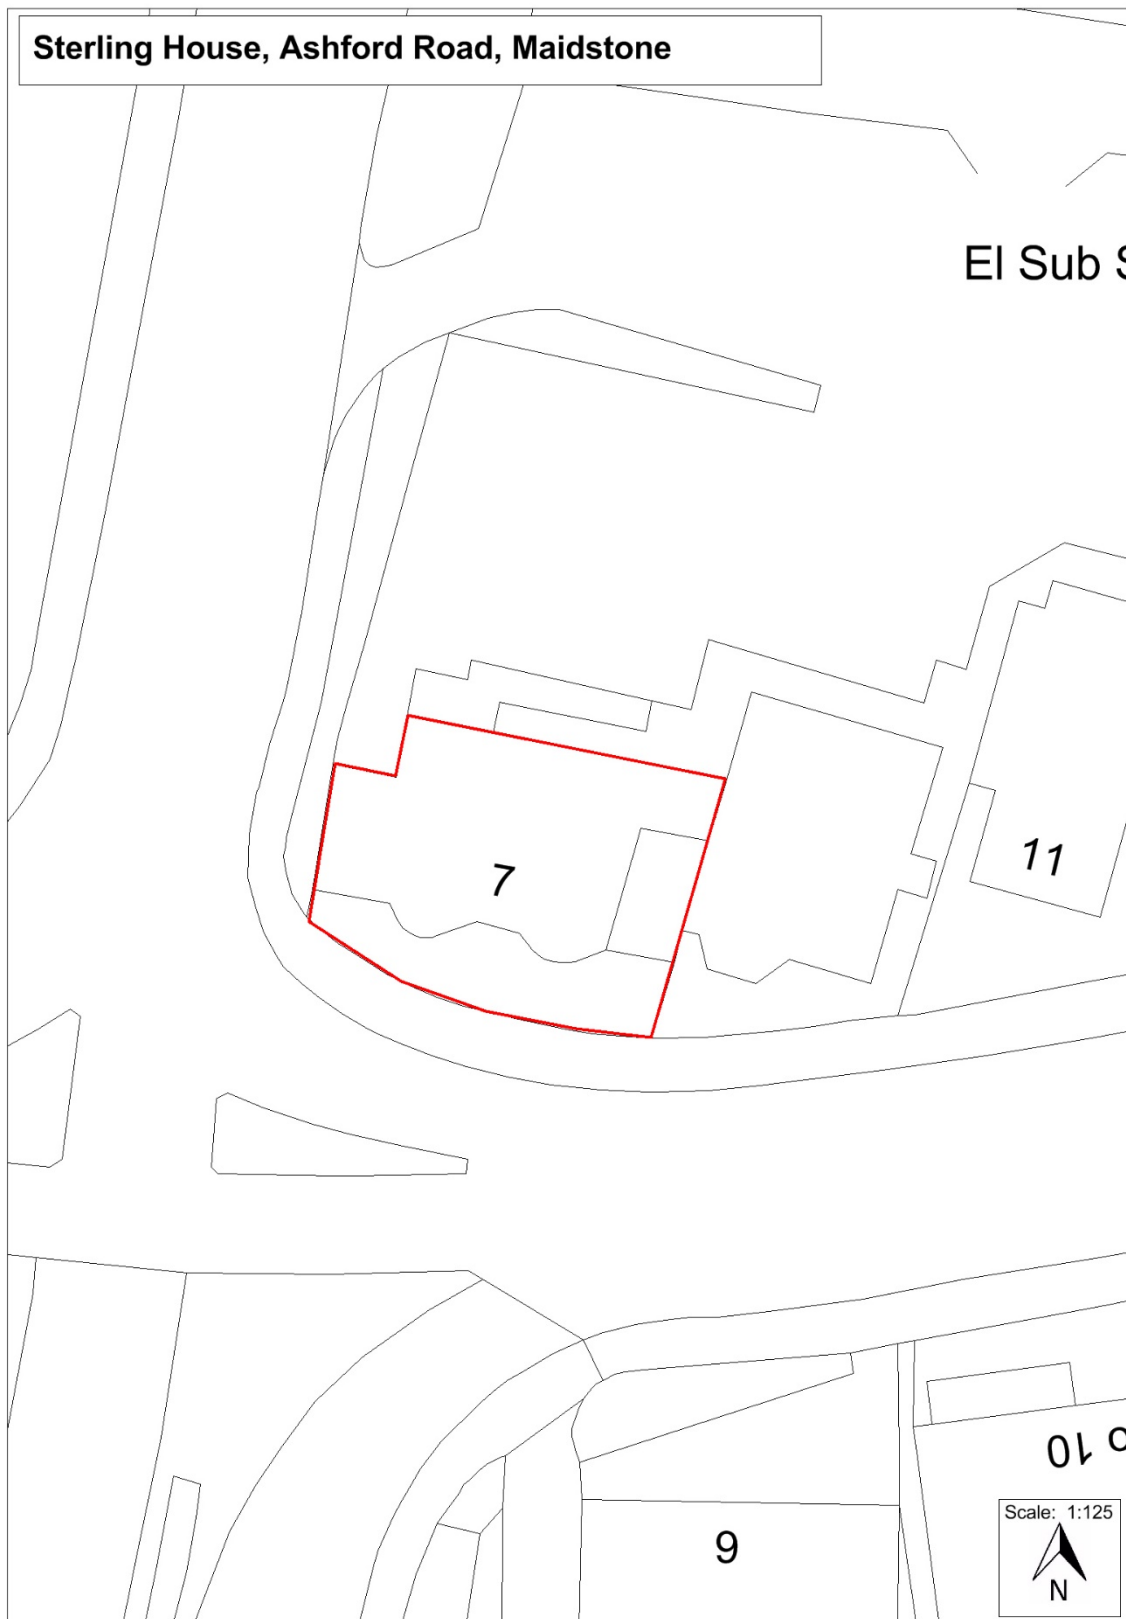 Sterling House, Ashford Road, Maidstone
El Sub S
7
11
o 10
9
Scale: 1:125
N